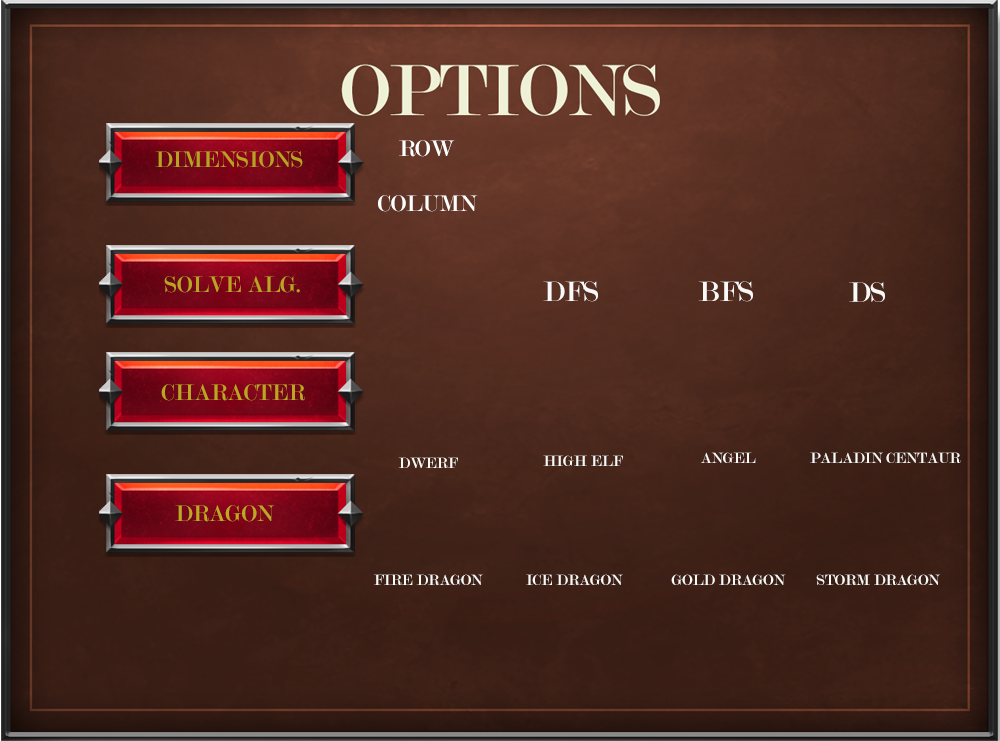 OPTIONS
DIMENSIONS
ROW
COLUMN
SOLVE ALG.
DFS
BFS
DS
CHARACTER
DWERF
HIGH ELF
ANGEL
PALADIN CENTAUR
DRAGON
FIRE DRAGON
ICE DRAGON
GOLD DRAGON
STORM DRAGON